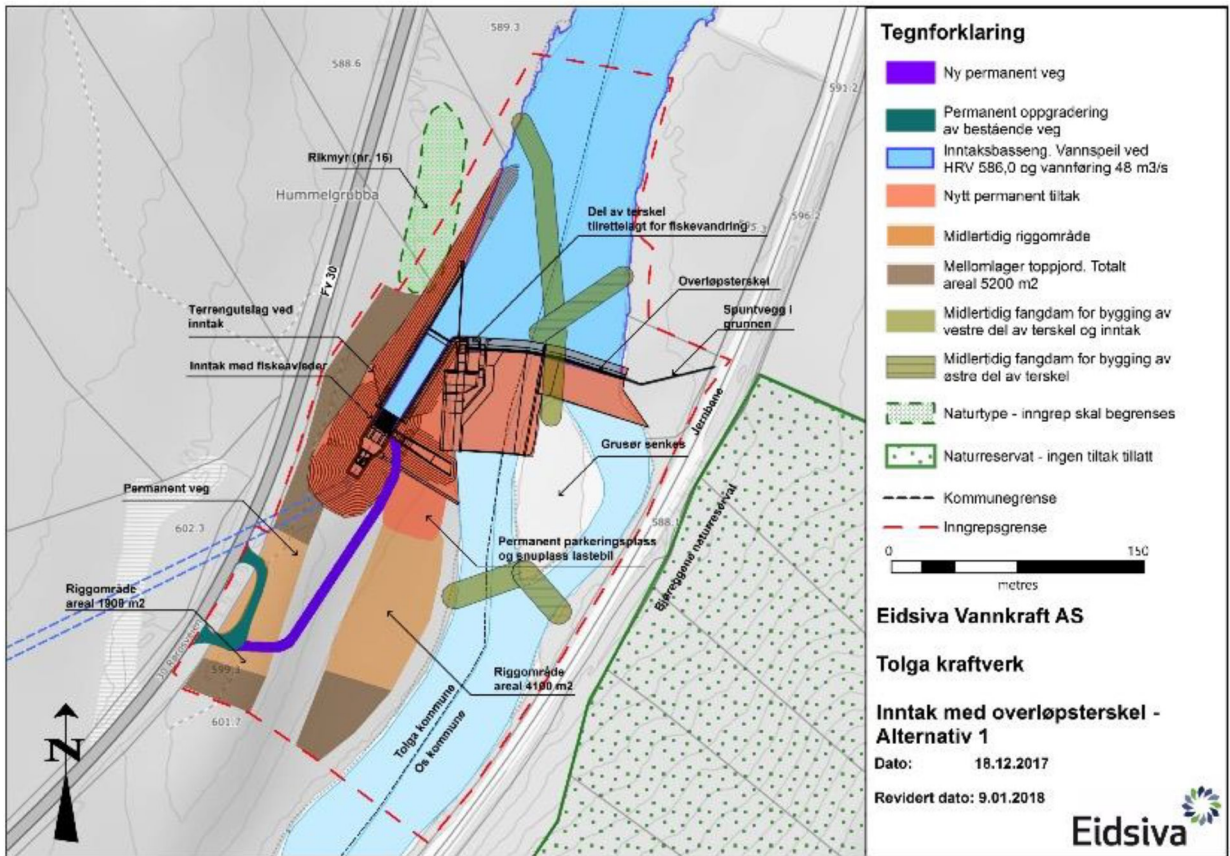 589.3
588.6
Rikmyr (nr. 16)
Hummelgrubba
Fv 30
Del av terskel
tilrettelagt for fiskevandring
595.3
596.2
591.2
Overløpsterskel
Spuntvegg i
grunnen
Terrengutslag ved
inntak
Inntak med fiskeavleder
Jernbane
Grusør senkes
Permanent veg
602.3
588.1
Bjøreggene naturreservat
Permanent parkeringsplass
og snuplass lastebil
Riggområde
areal 1900 m2
599.3
601.7
Riggområde
areal 4100 m2
Tolga kommune
Os kommune
N
Tegnforklaring
Ny permanent veg
Permanent oppgradering
av bestående veg
Inntaksbasseng. Vannspeil ved
HRV 586,0 og vannføring 48 m3/s
Nytt permanent tiltak
Midlertidig riggområde
Mellomlager toppjord. Totalt
areal 5200 m2
Midlertidig fangdam for bygging av
vestre del av terskel og inntak
Midlertidig fangdam for bygging av
østre del av terskel
Naturtype - inngrep skal begrenses
Naturreservat - ingen tiltak tillatt
Kommunegrense
Inngrepsgrense
0 150
metres
Eidsiva Vannkraft AS
Tolga kraftverk
Inntak med overløpsterskel -
Alternativ 1
Dato: 18.12.2017
Revidert dato: 9.01.2018
Eidsiva